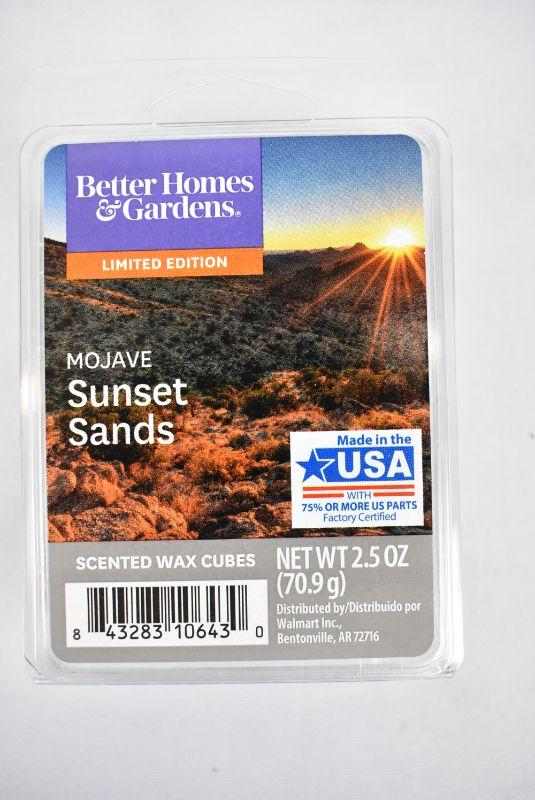 Better Homes
& Gardens®
LIMITED EDITION
MOJAVE
Sunset
Sands
Made in the
USA
WITH
75% OR MORE US PARTS
Factory Certified
SCENTED WAX CUBES
NET WT 2.5 OZ
(70.9 g)
Distributed by/Distribuido por
Walmart Inc.,
Bentonville, AR 72716
8 43283 10643 0